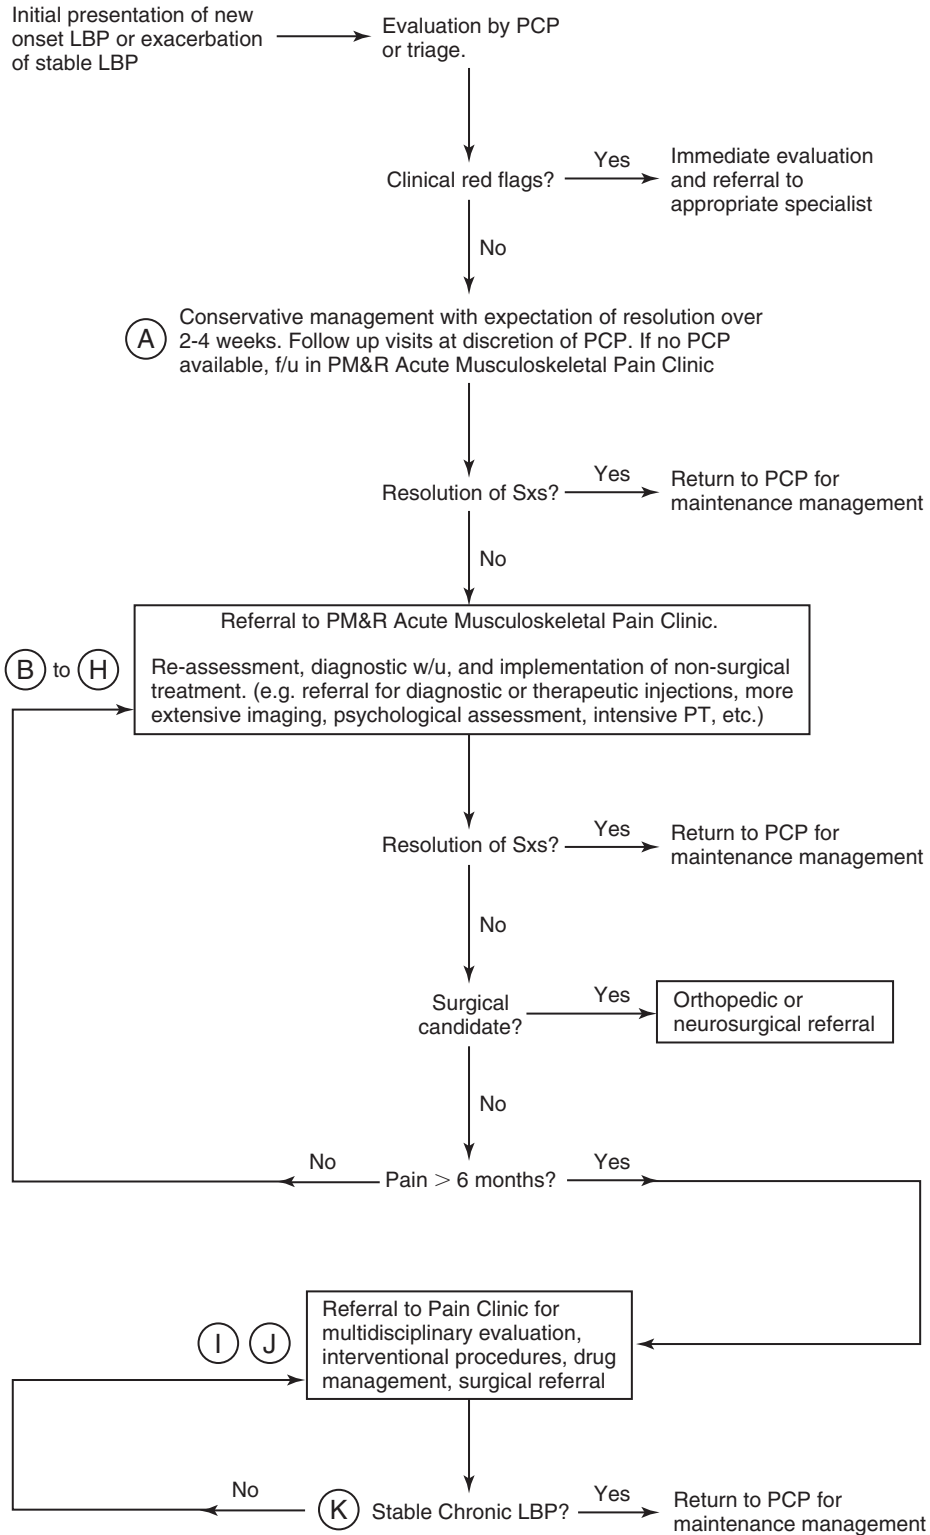 Initial presentation of new
onset LBP or exacerbation
of stable LBP
Evaluation by PCP
or triage.
Clinical red flags?
Yes
Immediate evaluation
and referral to
appropriate specialist
No
A
Conservative management with expectation of resolution over
2-4 weeks. Follow up visits at discretion of PCP. If no PCP
available, f/u in PM&R Acute Musculoskeletal Pain Clinic
Resolution of Sxs?
Yes
Return to PCP for
maintenance management
No
B to H
Referral to PM&R Acute Musculoskeletal Pain Clinic.
Re-assessment, diagnostic w/u, and implementation of non-surgical
treatment. (e.g. referral for diagnostic or therapeutic injections, more
extensive imaging, psychological assessment, intensive PT, etc.)
Resolution of Sxs?
Yes
Return to PCP for
maintenance management
No
Surgical
candidate?
Yes
Orthopedic or
neurosurgical referral
No
No
Pain > 6 months?
Yes
I J
Referral to Pain Clinic for
multidisciplinary evaluation,
interventional procedures, drug
management, surgical referral
No
K
Stable Chronic LBP?
Yes
Return to PCP for
maintenance management